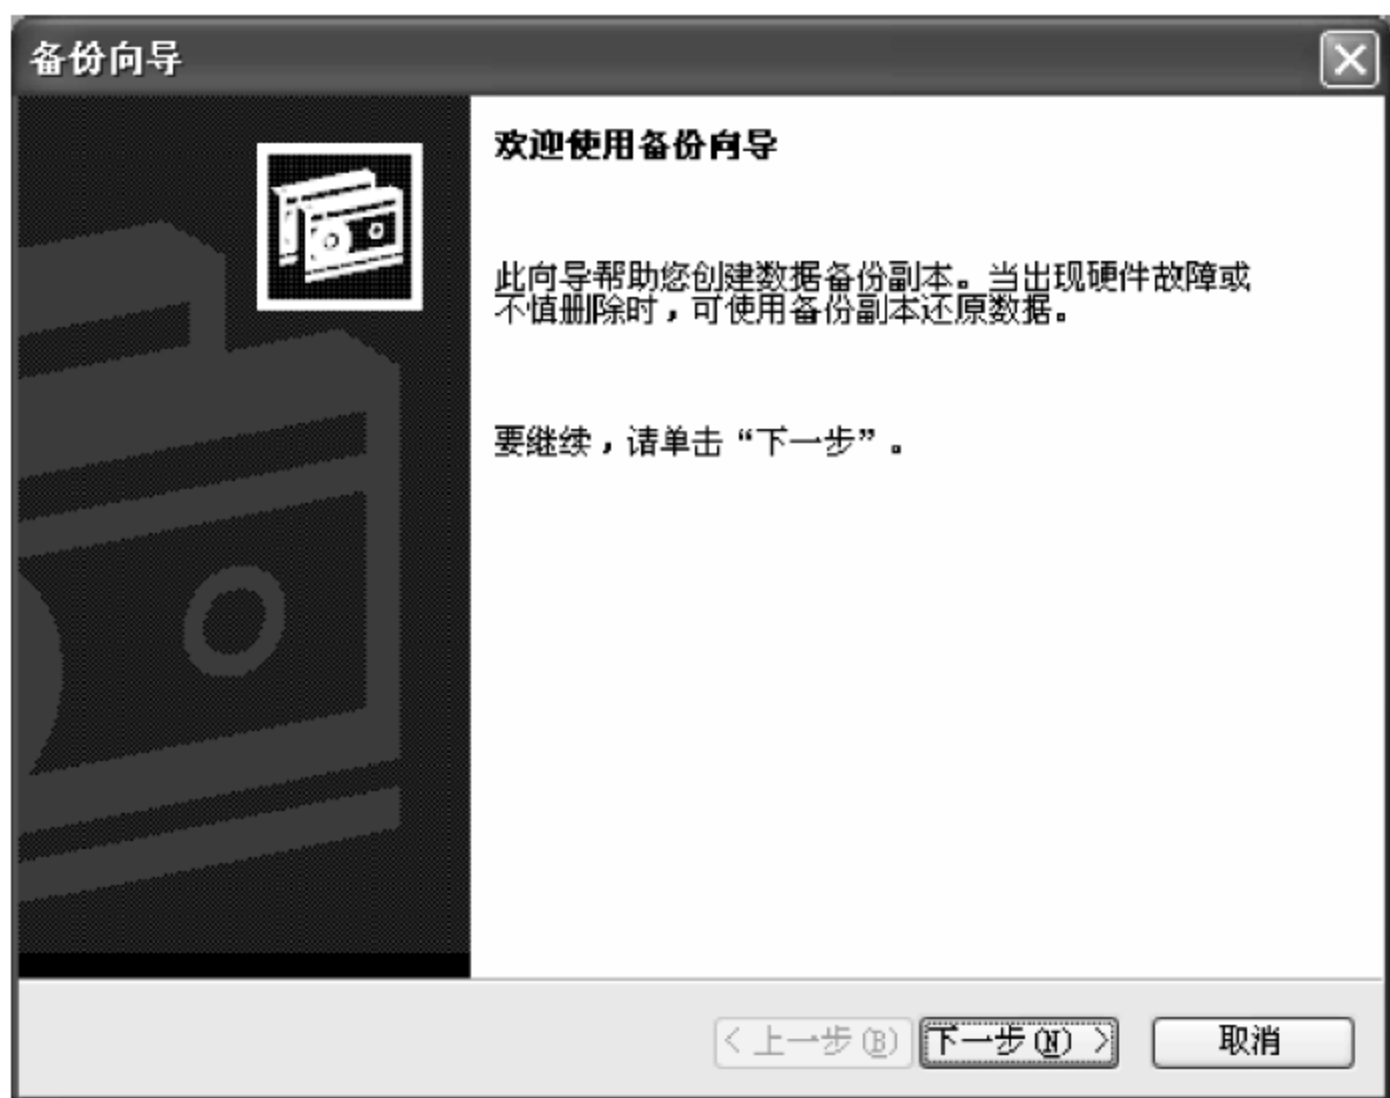 备份向导
欢迎使用备份向导
此向导帮助您创建数据备份副本。当出现硬件故障或
不慎删除时，可使用备份副本还原数据。
要继续，请单击“下一步”。
< 上一步(B) 下一步(N) > 取消